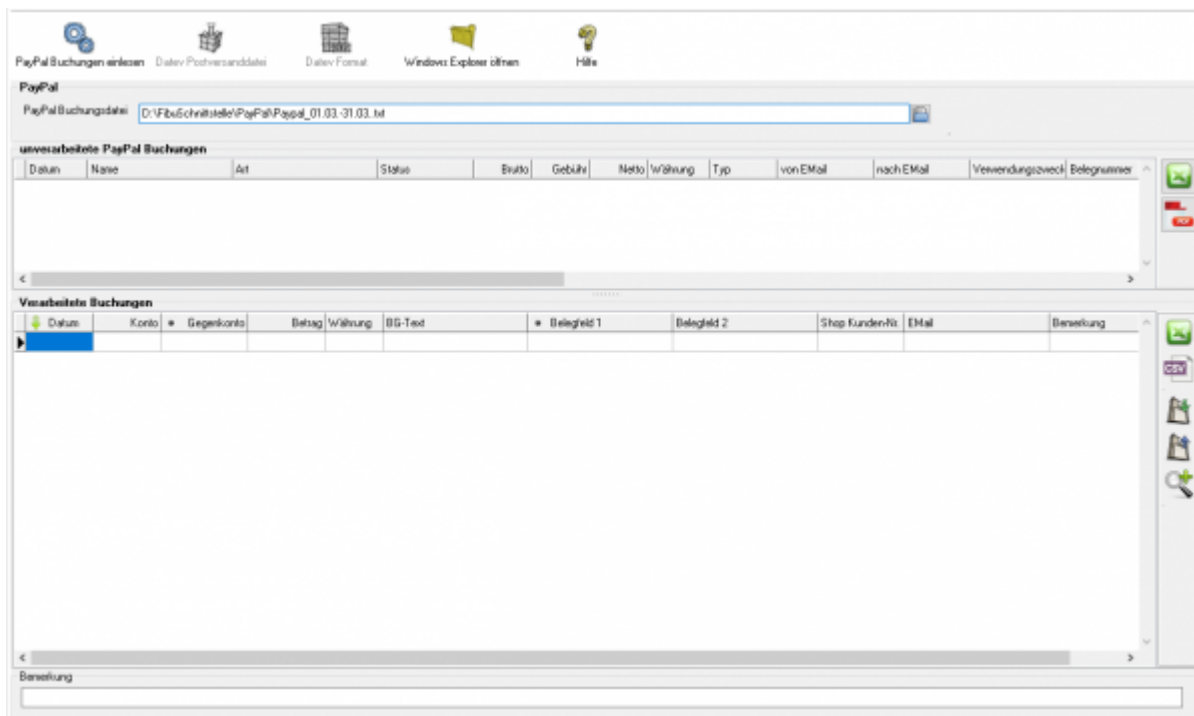 PayPal Buchungen einlesen Datev Postversanddatei Datev Format Windows Explorer öffnen Hilfe
PayPal
PayPal Buchungsdatei D:\FibuSchnittstelle\PayPal\Paypal_01.03.-31.03..txt
unverarbeitete PayPal Buchungen
Datum Name Art Status Brutto Gebühr Netto Währung Typ von EMail nach EMail Verwendungszweck Belegnummer
PDF
Verarbeitete Buchungen
Datum Konto * Gegenkonto Betrag Währung BG-Text * Belegfeld 1 Belegfeld 2 Shop Kunden-Nr. EMail Bemerkung
CSV
Bemerkung